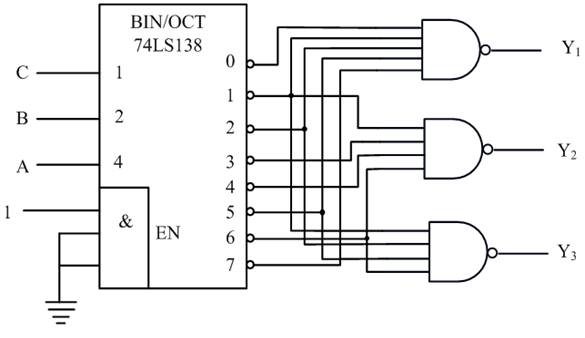 BIN/OCT
74LS138
0
Y₁
C
1
1
B
2
2
Y₂
3
A
4
4
1
&
5
EN
6
7
Y₃